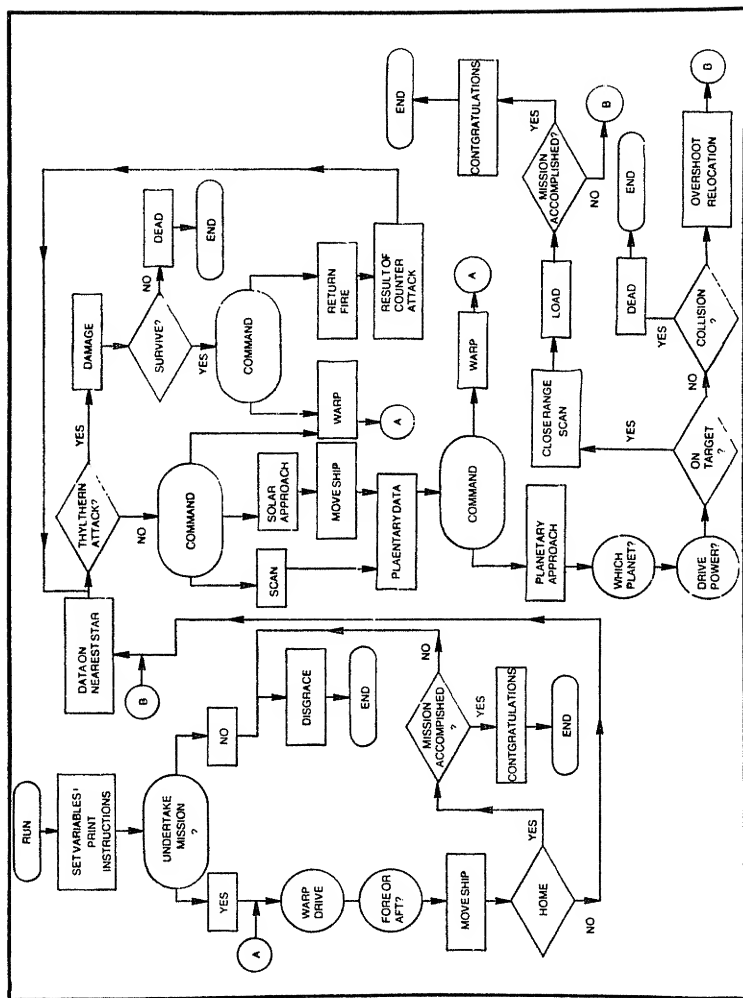 RUN
SET VARIABLES'
PRINT
INSTRUCTIONS
UNDERTAKE
MISSION
?
YES
NO
A
WARP
DRIVE
FORE OR
AFT?
MOVE SHIP
HOME
YES
NO
DISGRACE
END
MISSION
ACCOMPISHED
?
NO
YES
CONTGRATULATIONS
END
B
DATA ON
NEAREST STAR
THYLTHERN
ATTACK?
YES
NO
DAMAGE
SURVIVE?
NO
DEAD
END
YES
COMMAND
RETURN
FIRE
RESULT OF
COUNTER
ATTACK
COMMAND
WARP
A
SCAN
SOLAR
APPROACH
MOVE SHIP
PLAENTARY DATA
COMMAND
WARP
A
PLANETARY
APPROACH
WHICH
PLANET?
DRIVE
POWER?
ON
TARGET
?
YES
NO
CLOSE RANGE
SCAN
LOAD
MISSION
ACCOMPLISHED?
YES
NO
CONTGRATULATIONS
END
B
COLLISION
?
YES
DEAD
END
OVERSHOOT
RELOCATION
B